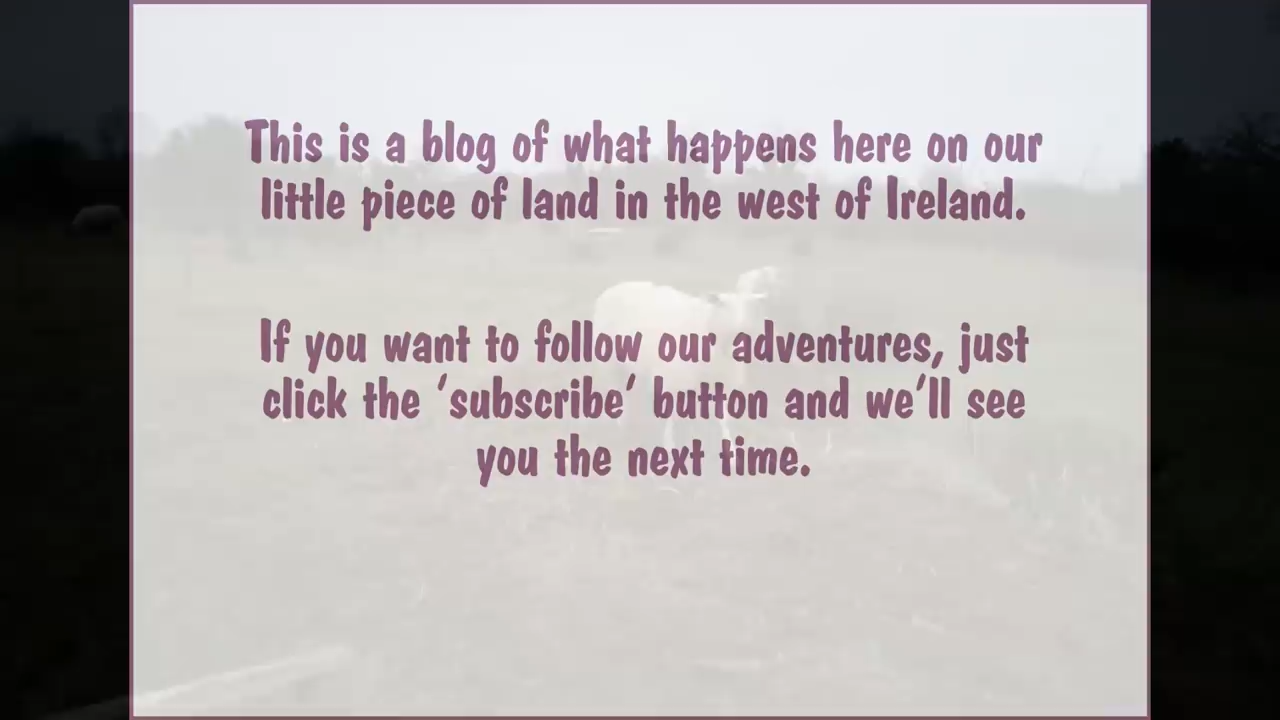 This is a blog of what happens here on our
little piece of land in the west of Ireland.
If you want to follow our adventures, just
click the ‘subscribe’ button and we’ll see
you the next time.